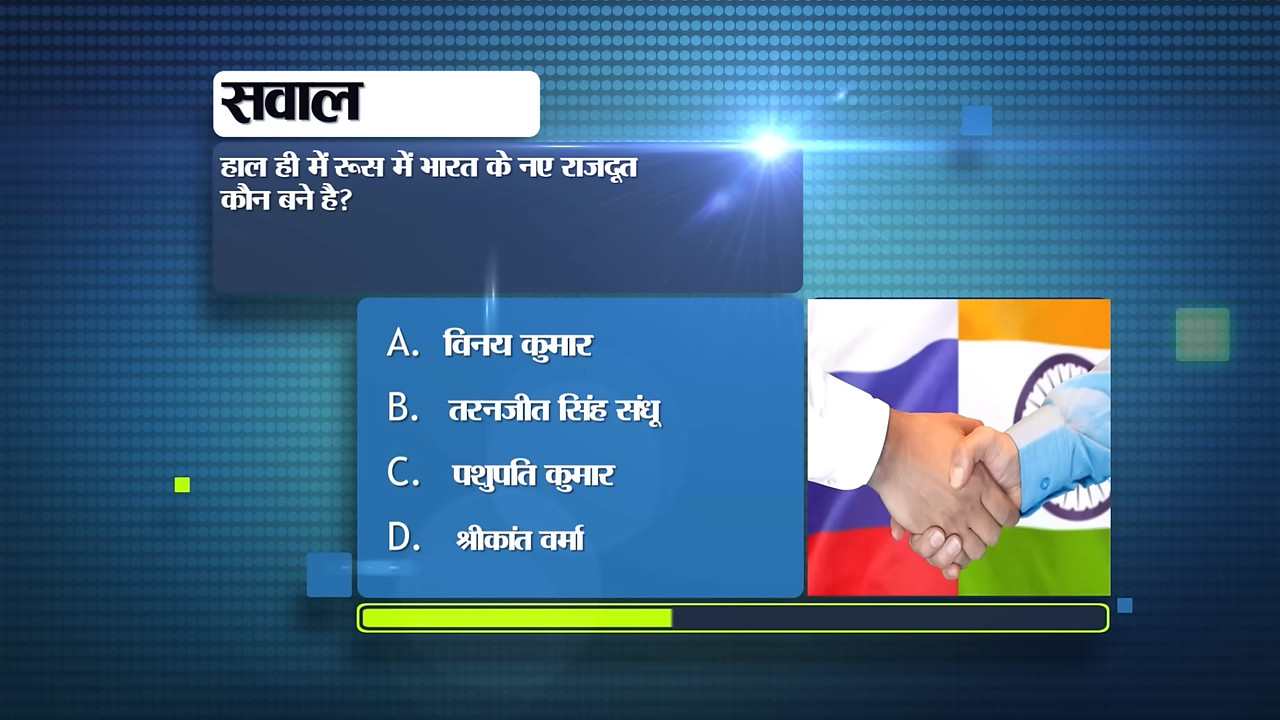 सवाल
हाल ही में रूस में भारत के नए राजदूत
कौन बने है?
A. विनय कुमार
B. तरनजीत सिंह संधू
C. पशुपति कुमार
D. श्रीकांत वर्मा